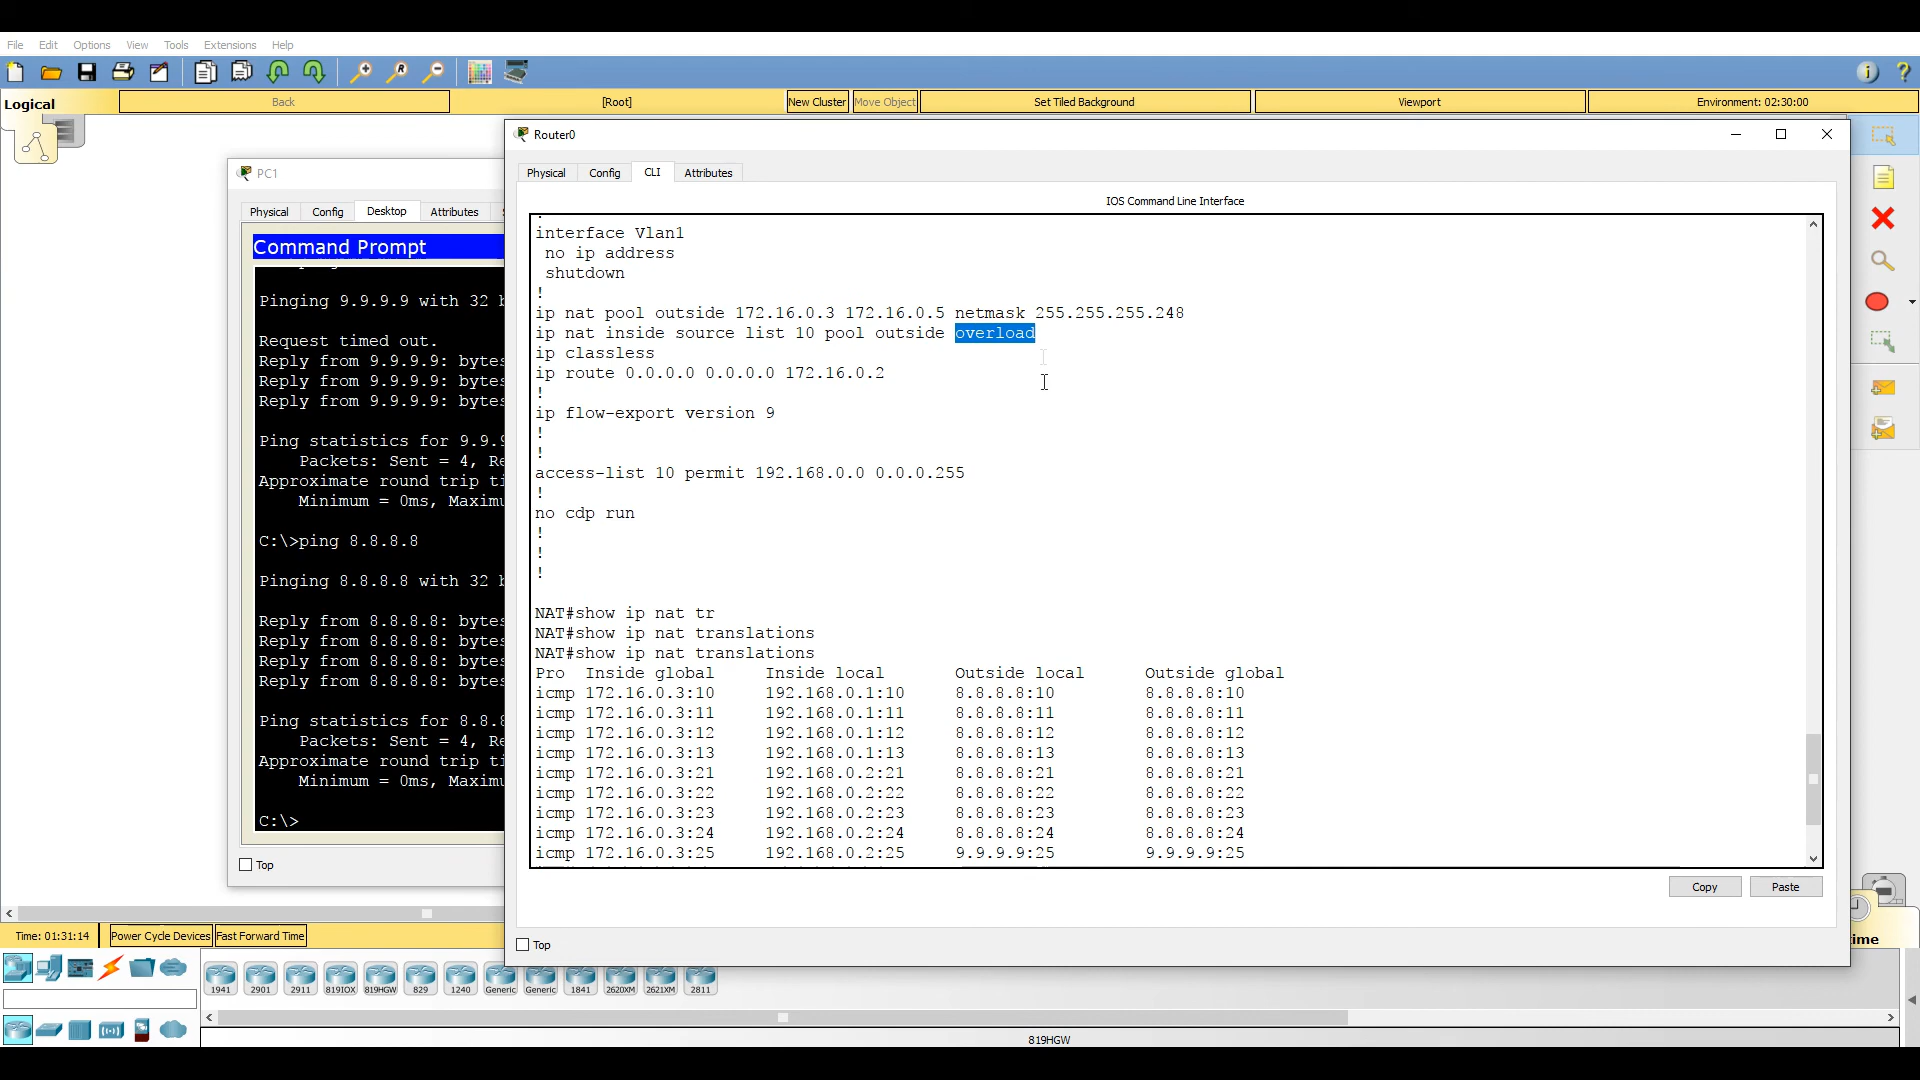 File Edit Options View Tools Extensions Help
Logical
Back
[Root]
New Cluster
Move Object
Set Tiled Background
Viewport
Environment: 02:30:00
PC1
Physical Config Desktop Attributes
Command Prompt
Pinging 9.9.9.9 with 32 b
Request timed out.
Reply from 9.9.9.9: bytes
Reply from 9.9.9.9: bytes
Reply from 9.9.9.9: bytes
Ping statistics for 9.9.9
Packets: Sent = 4, Re
Approximate round trip ti
Minimum = 0ms, Maximu
C:\>ping 8.8.8.8
Pinging 8.8.8.8 with 32 b
Reply from 8.8.8.8: bytes
Reply from 8.8.8.8: bytes
Reply from 8.8.8.8: bytes
Reply from 8.8.8.8: bytes
Ping statistics for 8.8.8
Packets: Sent = 4, Re
Approximate round trip ti
Minimum = 0ms, Maximu
C:\>
Top
Router0
Physical Config CLI Attributes
IOS Command Line Interface
!
interface Vlan1
no ip address
shutdown
!
ip nat pool outside 172.16.0.3 172.16.0.5 netmask 255.255.255.248
ip nat inside source list 10 pool outside overload
ip classless
ip route 0.0.0.0 0.0.0.0 172.16.0.2
!
ip flow-export version 9
!
!
access-list 10 permit 192.168.0.0 0.0.0.255
!
no cdp run
!
!
!
NAT#show ip nat tr
NAT#show ip nat translations
NAT#show ip nat translations
Pro Inside global Inside local Outside local Outside global
icmp 172.16.0.3:10 192.168.0.1:10 8.8.8.8:10 8.8.8.8:10
icmp 172.16.0.3:11 192.168.0.1:11 8.8.8.8:11 8.8.8.8:11
icmp 172.16.0.3:12 192.168.0.1:12 8.8.8.8:12 8.8.8.8:12
icmp 172.16.0.3:13 192.168.0.1:13 8.8.8.8:13 8.8.8.8:13
icmp 172.16.0.3:21 192.168.0.2:21 8.8.8.8:21 8.8.8.8:21
icmp 172.16.0.3:22 192.168.0.2:22 8.8.8.8:22 8.8.8.8:22
icmp 172.16.0.3:23 192.168.0.2:23 8.8.8.8:23 8.8.8.8:23
icmp 172.16.0.3:24 192.168.0.2:24 8.8.8.8:24 8.8.8.8:24
icmp 172.16.0.3:25 192.168.0.2:25 9.9.9.9:25 9.9.9.9:25
Copy Paste
Top
Time: 01:31:14 Power Cycle Devices Fast Forward Time
ime
1941 2901 2911 819IOX 819HGW 829 1240 Generic Generic 1841 2620XM 2621XM 2811
819HGW